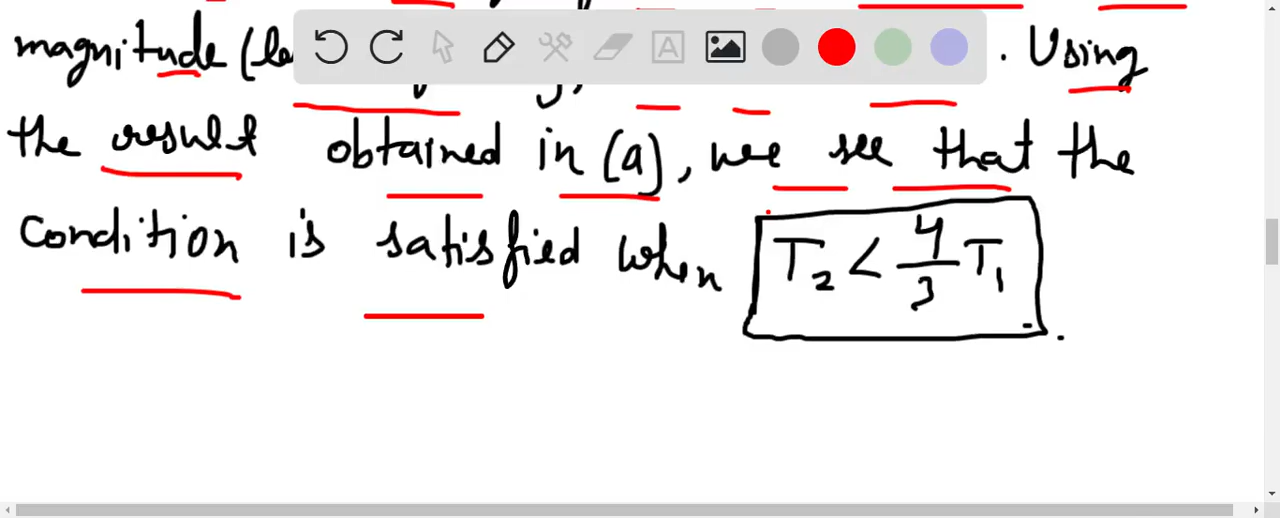 magnitude ( . Using
the result obtained in (a), we see that the
condition is satisfied when T₂ < 4/3 T₁ .
A